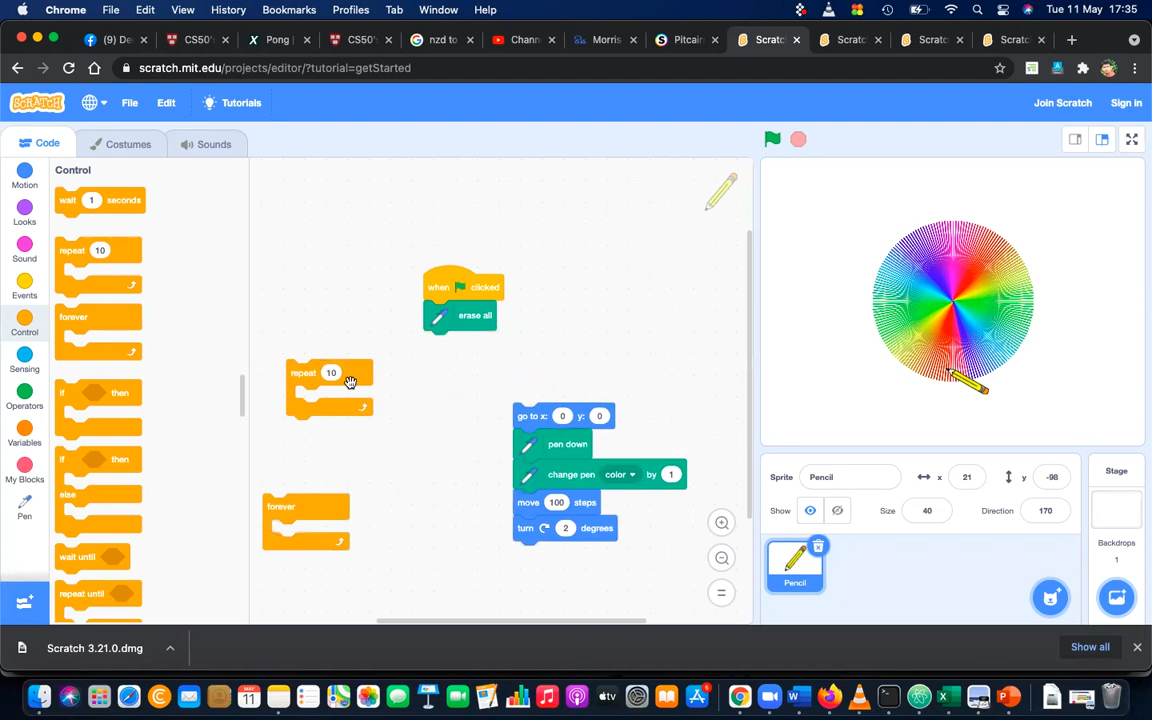 Chrome File Edit View History Bookmarks Profiles Tab Window Help Tue 11 May 17:35
(3) De CS50' Pong CS50' nzd to Chann Morris Pitcair Scratc Scratc Scratc Scratc
scratch.mit.edu/projects/editor/?tutorial=getStarted
SCRATCH File Edit Tutorials Join Scratch Sign in
Code Costumes Sounds
Motion
Looks
Sound
Events
Control
Sensing
Operators
Variables
My Blocks
Pen
Control
wait 1 seconds
repeat 10
forever
if then
if then
else
wait until
repeat until
when clicked
erase all
repeat 10
forever
go to x: 0 y: 0
pen down
change pen color by 1
move 100 steps
turn 2 degrees
Sprite Pencil x 21 y -98
Show Size 40 Direction 170
Pencil
Stage
Backdrops
1
Scratch 3.21.0.dmg Show all